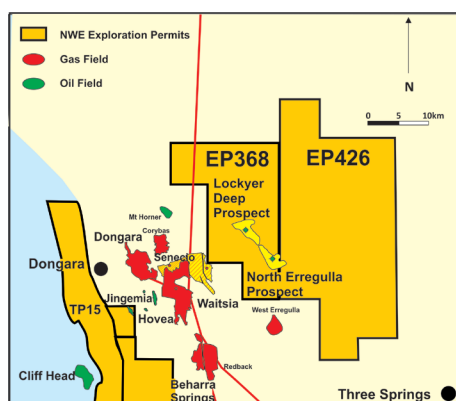 NWE Exploration Permits
Gas Field
Oil Field
N
0 5 10km
EP368
EP426
Lockyer
Deep
Prospect
Mt Horner
Corybas
Dongara
Senecio
Dongara
North Erregulla
Prospect
Jingemia
Waitsia
TP15
Hovea
West Erregulla
Redback
Cliff Head
Beharra
Springs
Three Springs